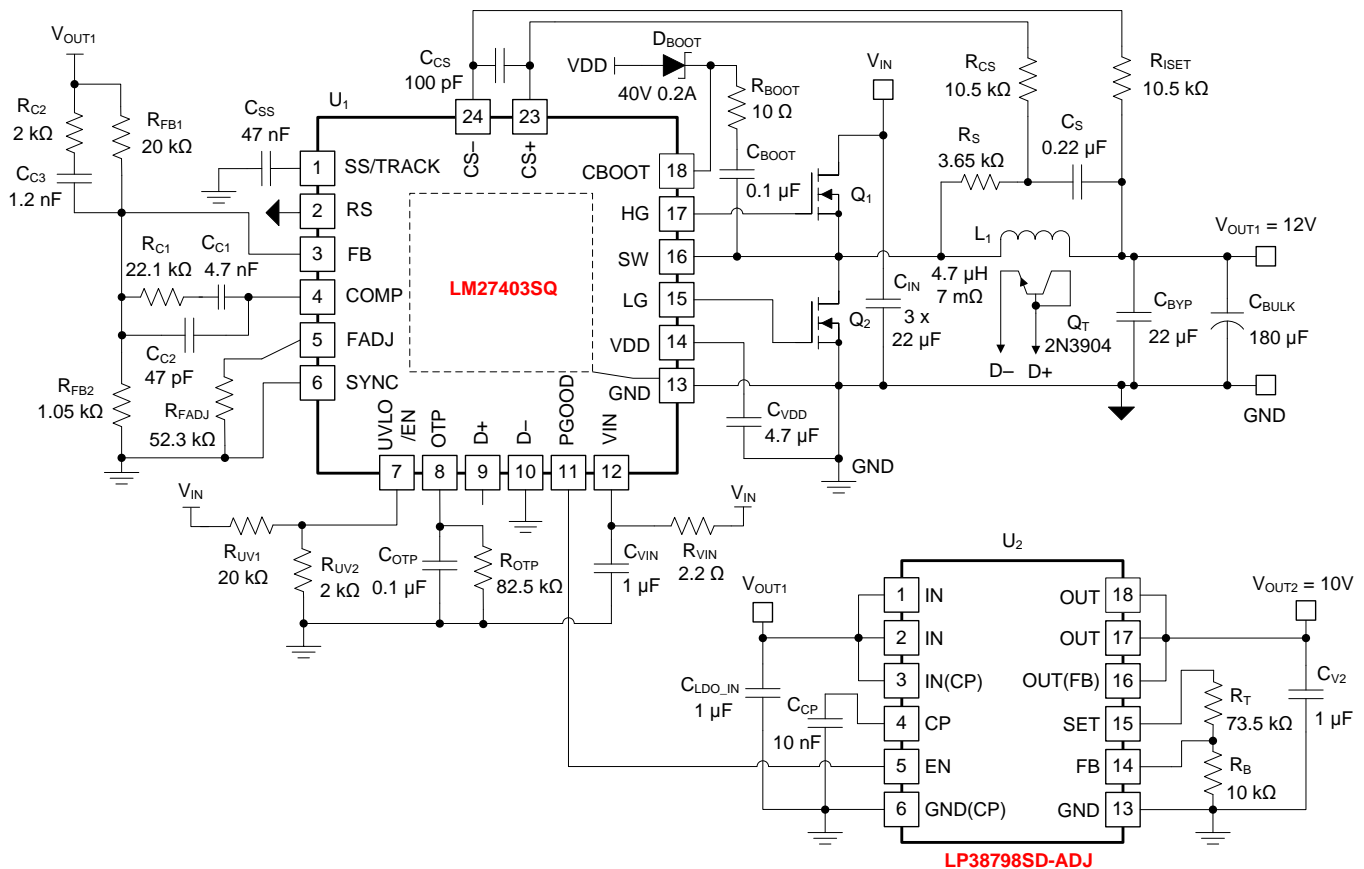 VOUT1
RC2
2 kΩ
RFB1
20 kΩ
CC3
1.2 nF
CSS
47 nF
RC1
22.1 kΩ
CC1
4.7 nF
CC2
47 pF
RFB2
1.05 kΩ
RFADJ
52.3 kΩ
U1
CCS
100 pF
24
23
CS–
CS+
1
SS/TRACK
2
RS
3
FB
4
COMP
5
FADJ
6
SYNC
LM27403SQ
CBOOT
18
HG
17
SW
16
LG
15
VDD
14
GND
13
UVLO
/EN
OTP
D+
D–
PGOOD
VIN
7
8
9
10
11
12
VDD
DBOOT
40V 0.2A
RBOOT
10 Ω
CBOOT
0.1 µF
VIN
Q1
Q2
CIN
3 x
22 µF
CVDD
4.7 µF
GND
RCS
10.5 kΩ
RISET
10.5 kΩ
RS
3.65 kΩ
CS
0.22 µF
L1
4.7 µH
7 mΩ
QT
2N3904
D–
D+
VOUT1 = 12V
CBYP
22 µF
CBULK
180 µF
GND
VIN
RUV1
20 kΩ
RUV2
2 kΩ
COTP
0.1 µF
ROTP
82.5 kΩ
CVIN
1 µF
RVIN
2.2 Ω
VIN
U2
VOUT1
CLDO_IN
1 µF
CCP
10 nF
1
IN
2
IN
3
IN(CP)
4
CP
5
EN
6
GND(CP)
OUT
18
OUT
17
OUT(FB)
16
SET
15
FB
14
GND
13
LP38798SD-ADJ
VOUT2 = 10V
RT
73.5 kΩ
RB
10 kΩ
CV2
1 µF